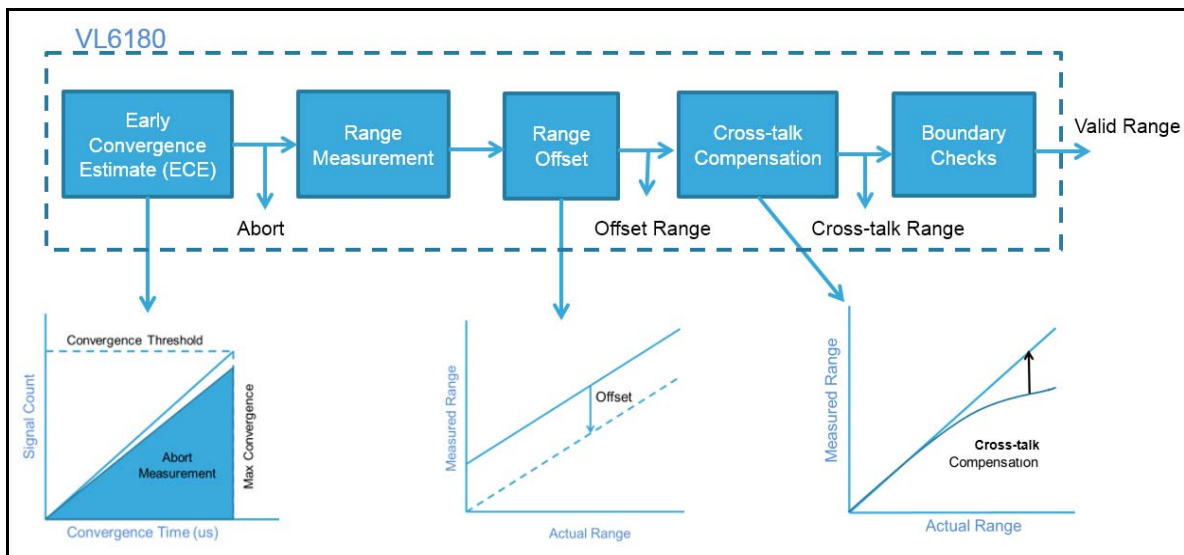 VL6180
Early
Convergence
Estimate (ECE)
Range
Measurement
Range
Offset
Cross-talk
Compensation
Boundary
Checks
Valid Range
Abort
Offset Range
Cross-talk Range
Convergence Threshold
Signal Count
Abort
Measurement
Max Convergence
Convergence Time (us)
Measured Range
Offset
Actual Range
Measured Range
Cross-talk
Compensation
Actual Range